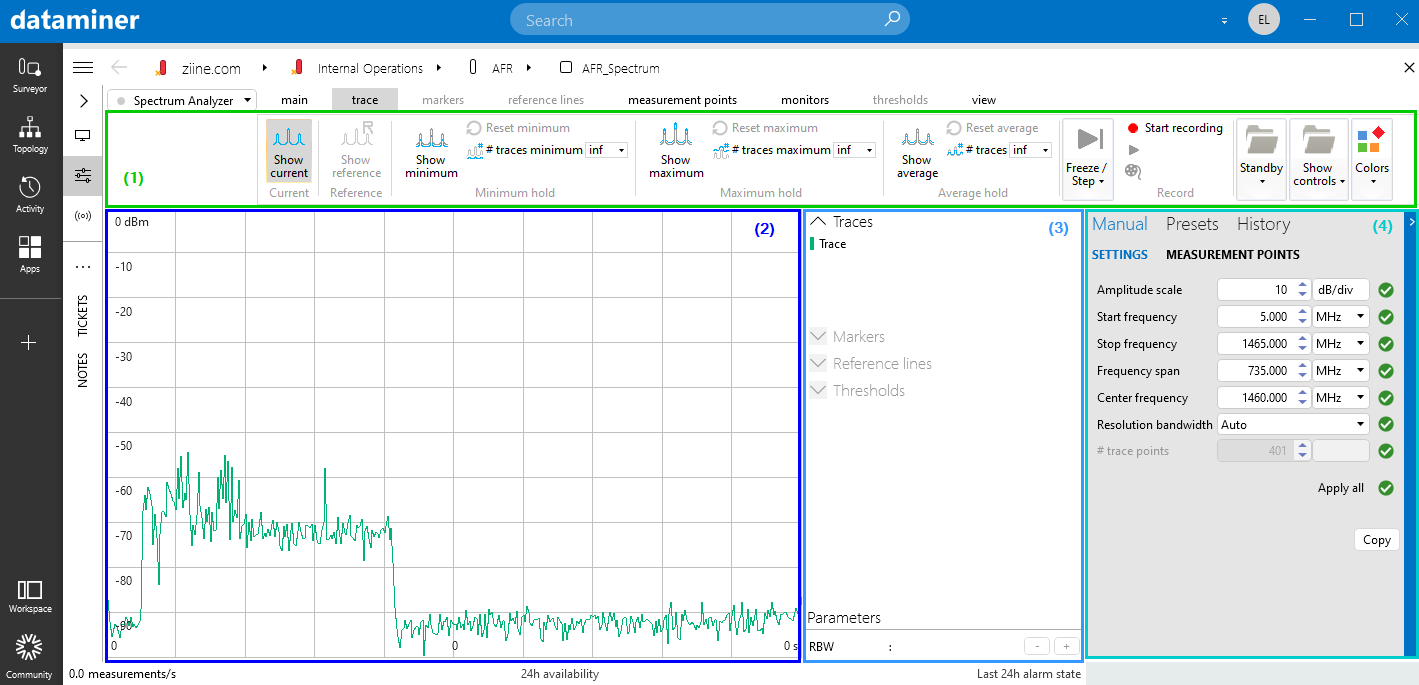 dataminer
Search
EL
Surveyor
Topology
Activity
Apps
Workspace
Community
ziine.com
Internal Operations
AFR
AFR_Spectrum
TICKETS
NOTES
Spectrum Analyzer
main
trace
markers
reference lines
measurement points
monitors
thresholds
view
(1)
Show current
Current
Show reference
Reference
Show minimum
Reset minimum
# traces minimum inf
Minimum hold
Show maximum
Reset maximum
# traces maximum inf
Maximum hold
Show average
Reset average
# traces inf
Average hold
Freeze / Step
Start recording
Record
Standby
Show controls
Colors
(2)
0 dBm
-10
-20
-30
-40
-50
-60
-70
-80
-90
0
0
0 s
(3)
Traces
Trace
Markers
Reference lines
Thresholds
Parameters
RBW : - +
Manual Presets History (4)
SETTINGS MEASUREMENT POINTS
Amplitude scale 10 dB/div
Start frequency 5.000 MHz
Stop frequency 1465.000 MHz
Frequency span 735.000 MHz
Center frequency 1460.000 MHz
Resolution bandwidth Auto
# trace points 401
Apply all
Copy
0.0 measurements/s
24h availability
Last 24h alarm state